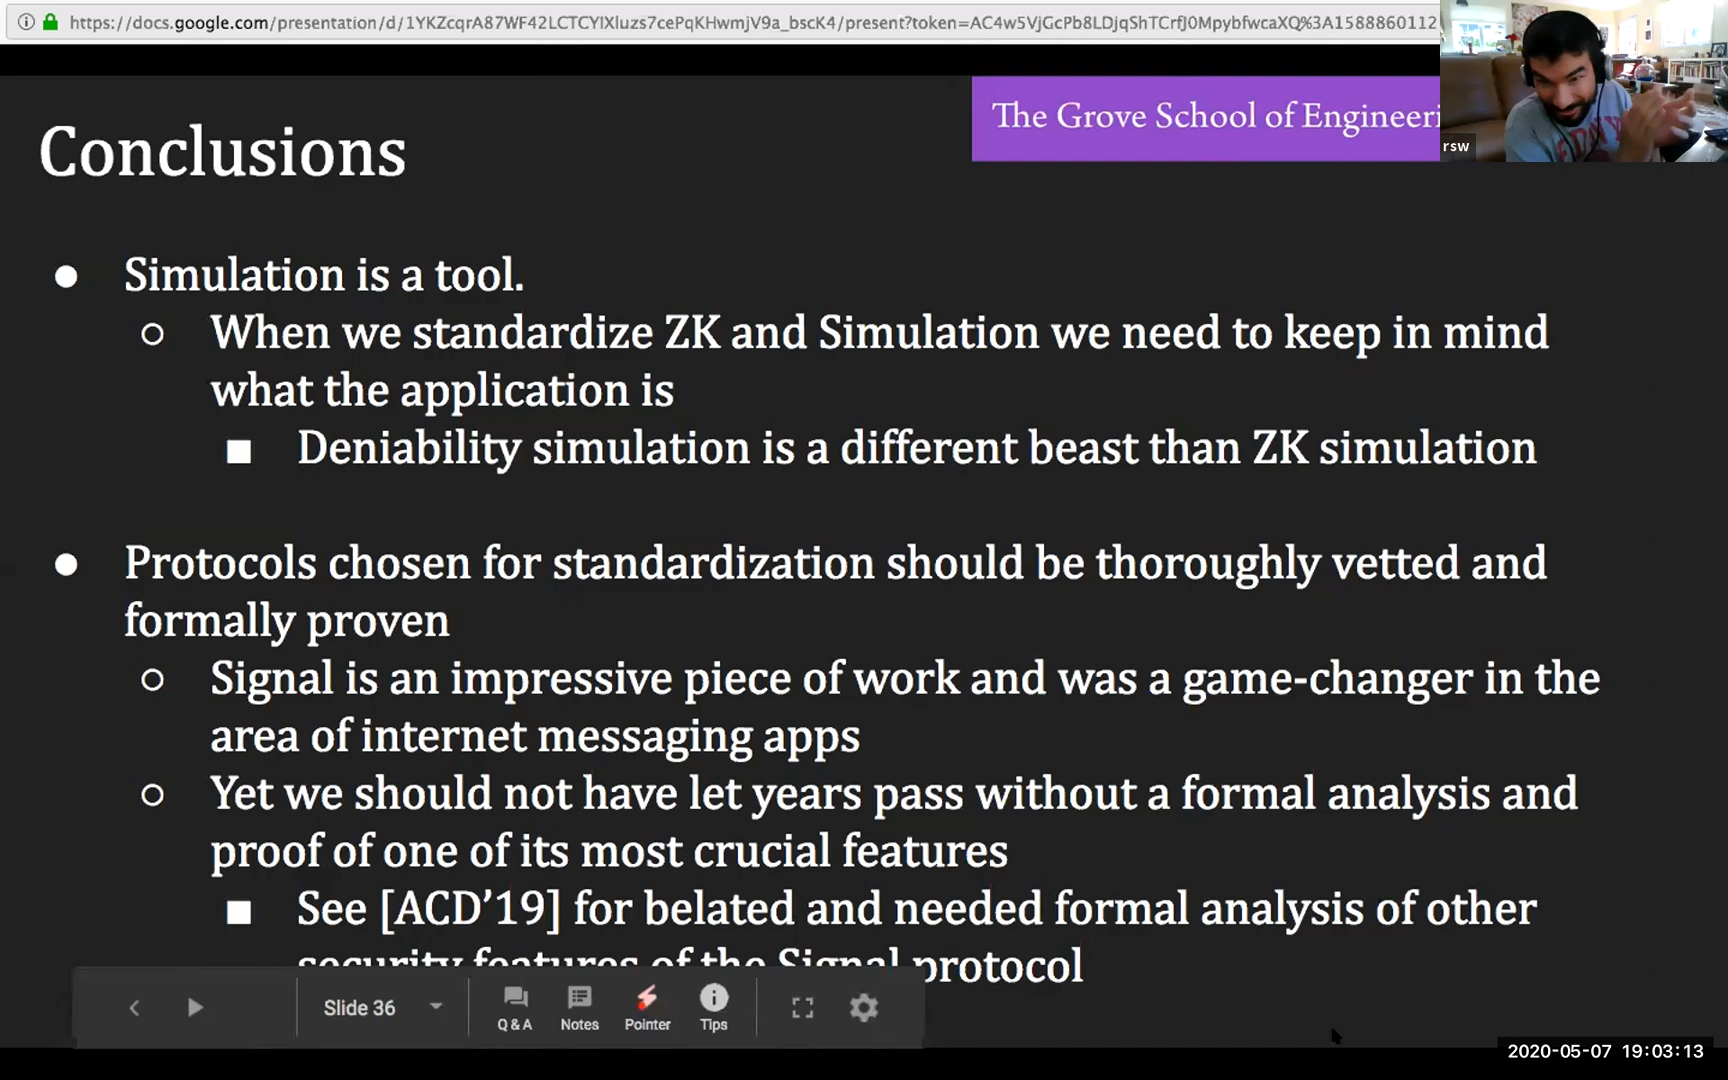 https://docs.google.com/presentation/d/1YKZcqrA87WF42LCTCYlXluzs7cePqKHwmjV9a_bscK4/present?token=AC4w5VjGcPb8LDjqShTCrfJ0MpybfwcaXQ%3A1588860112
The Grove School of Engineeri
rsw
Conclusions
● Simulation is a tool.
○ When we standardize ZK and Simulation we need to keep in mind
what the application is
■ Deniability simulation is a different beast than ZK simulation
● Protocols chosen for standardization should be thoroughly vetted and
formally proven
○ Signal is an impressive piece of work and was a game-changer in the
area of internet messaging apps
○ Yet we should not have let years pass without a formal analysis and
proof of one of its most crucial features
■ See [ACD’19] for belated and needed formal analysis of other
security features of the Signal protocol
Slide 36
Q & A
Notes
Pointer
Tips
2020-05-07 19:03:13